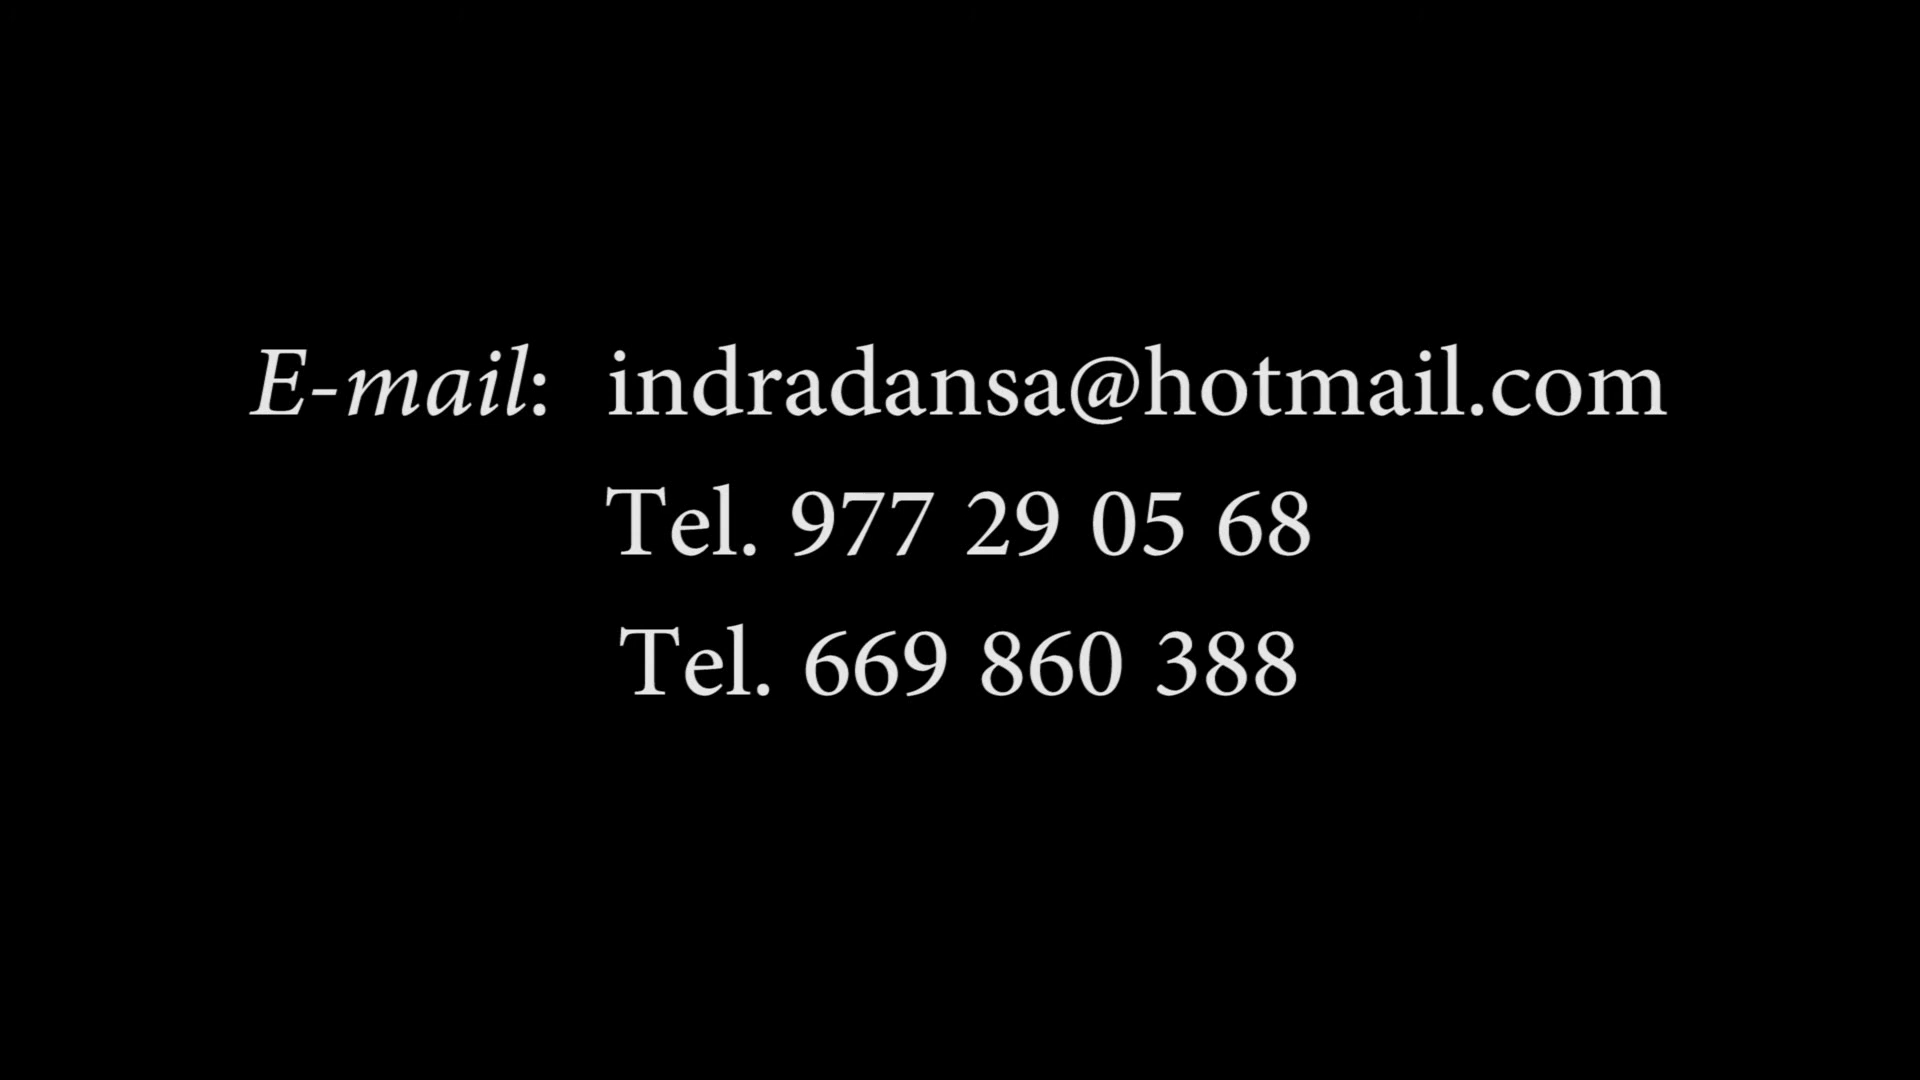 E-mail: indradansa@hotmail.com
Tel. 977 29 05 68
Tel. 669 860 388